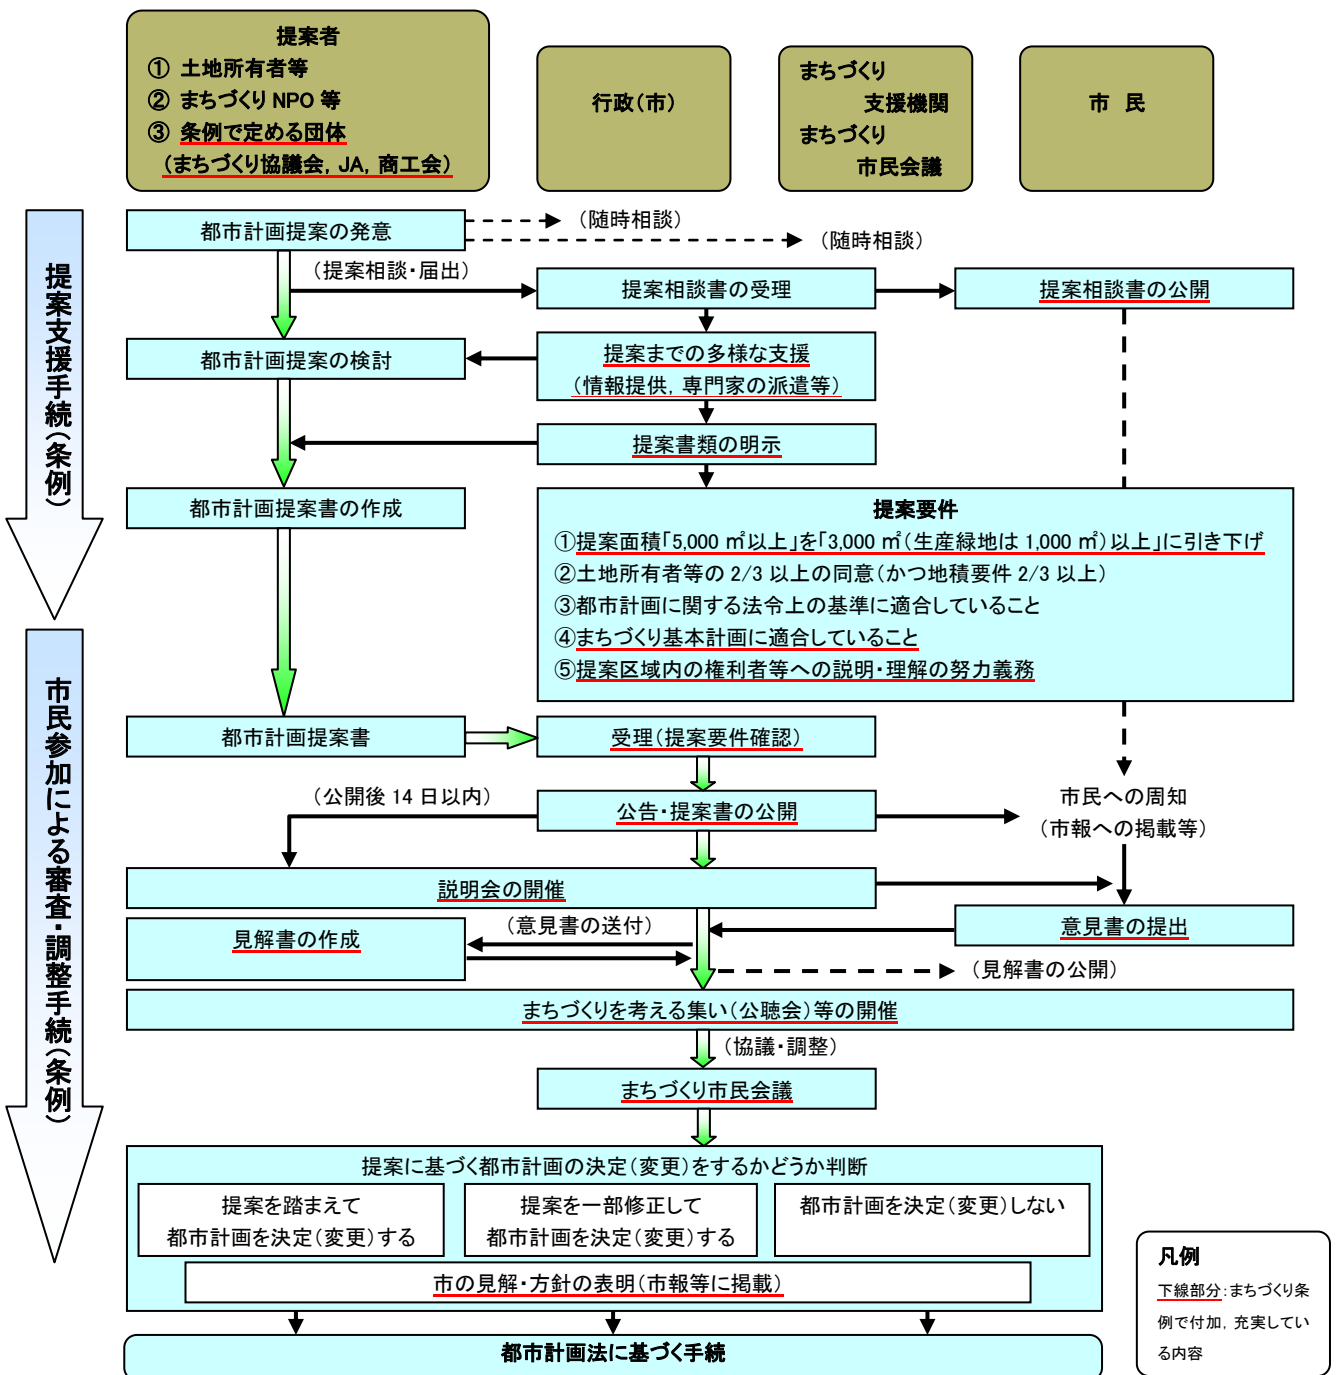 提案者
① 土地所有者等
② まちづくり NPO 等
③ 条例で定める団体
（まちづくり協議会，JA，商工会）
行政（市）
まちづくり
支援機関
まちづくり
市民会議
市 民
提案支援手続（条例）
都市計画提案の発意
（随時相談）
（随時相談）
（提案相談・届出）
提案相談書の受理
提案相談書の公開
都市計画提案の検討
提案までの多様な支援
（情報提供，専門家の派遣等）
提案書類の明示
都市計画提案書の作成
提案要件
①提案面積「5,000 ㎡以上」を「3,000 ㎡（生産緑地は 1,000 ㎡）以上」に引き下げ
②土地所有者等の 2/3 以上の同意（かつ地積要件 2/3 以上）
③都市計画に関する法令上の基準に適合していること
④まちづくり基本計画に適合していること
⑤提案区域内の権利者等への説明・理解の努力義務
市民参加による審査・調整手続（条例）
都市計画提案書
受理（提案要件確認）
（公開後 14 日以内）
公告・提案書の公開
市民への周知
（市報への掲載等）
説明会の開催
見解書の作成
（意見書の送付）
意見書の提出
（見解書の公開）
まちづくりを考える集い（公聴会）等の開催
（協議・調整）
まちづくり市民会議
提案に基づく都市計画の決定（変更）をするかどうか判断
提案を踏まえて
都市計画を決定（変更）する
提案を一部修正して
都市計画を決定（変更）する
都市計画を決定（変更）しない
市の見解・方針の表明（市報等に掲載）
都市計画法に基づく手続
凡例
下線部分：まちづくり条
例で付加，充実してい
る内容